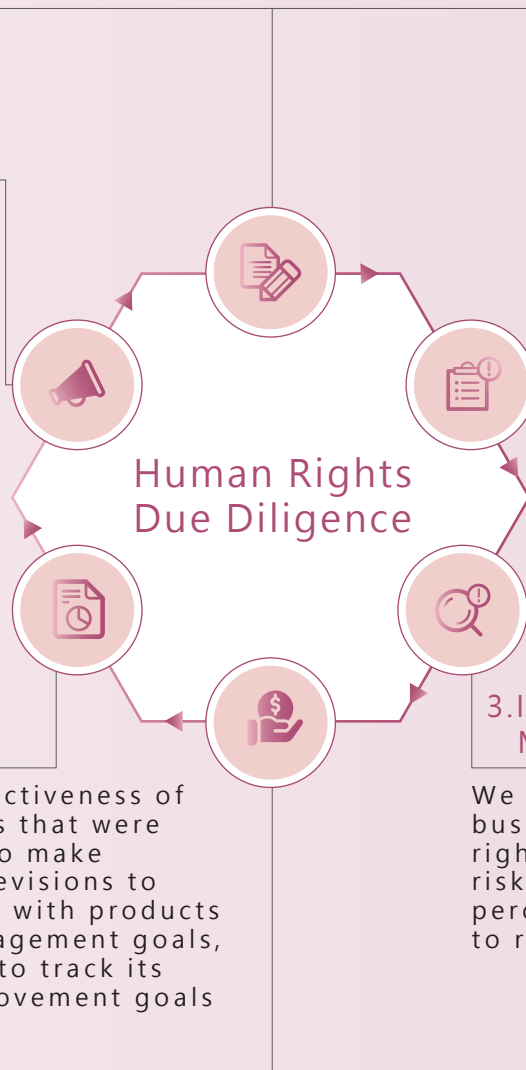 Human Rights
Due Diligence
3.I
M
ctiveness of
s that were
o make
evisions to
with products
agement goals,
to track its
ovement goals
We
bus
righ
risk
perc
to r